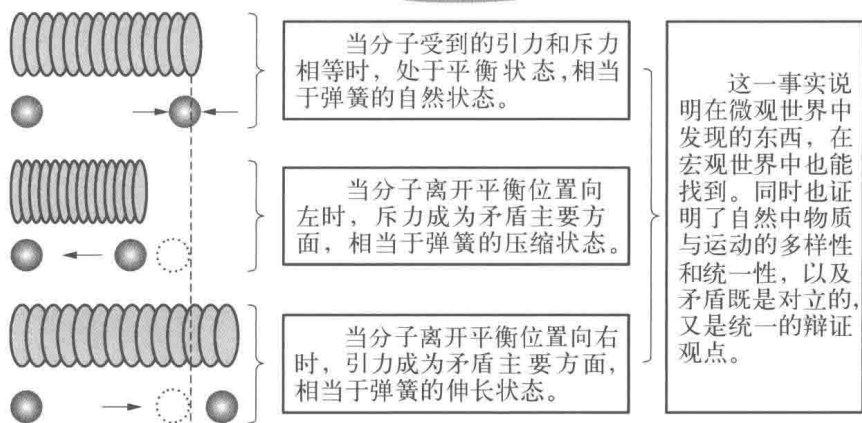 当分子受到的引力和斥力
相等时，处于平衡状态，相当
于弹簧的自然状态。
当分子离开平衡位置向
左时，斥力成为矛盾主要方
面，相当于弹簧的压缩状态。
当分子离开平衡位置向右
时，引力成为矛盾主要方面，
相当于弹簧的伸长状态。
这一事实说
明在微观世界中
发现的东西，在
宏观世界中也能
找到。同时也证
明了自然中物质
与运动的多样性
和统一性，以及
矛盾既是对立的，
又是统一的辩证
观点。